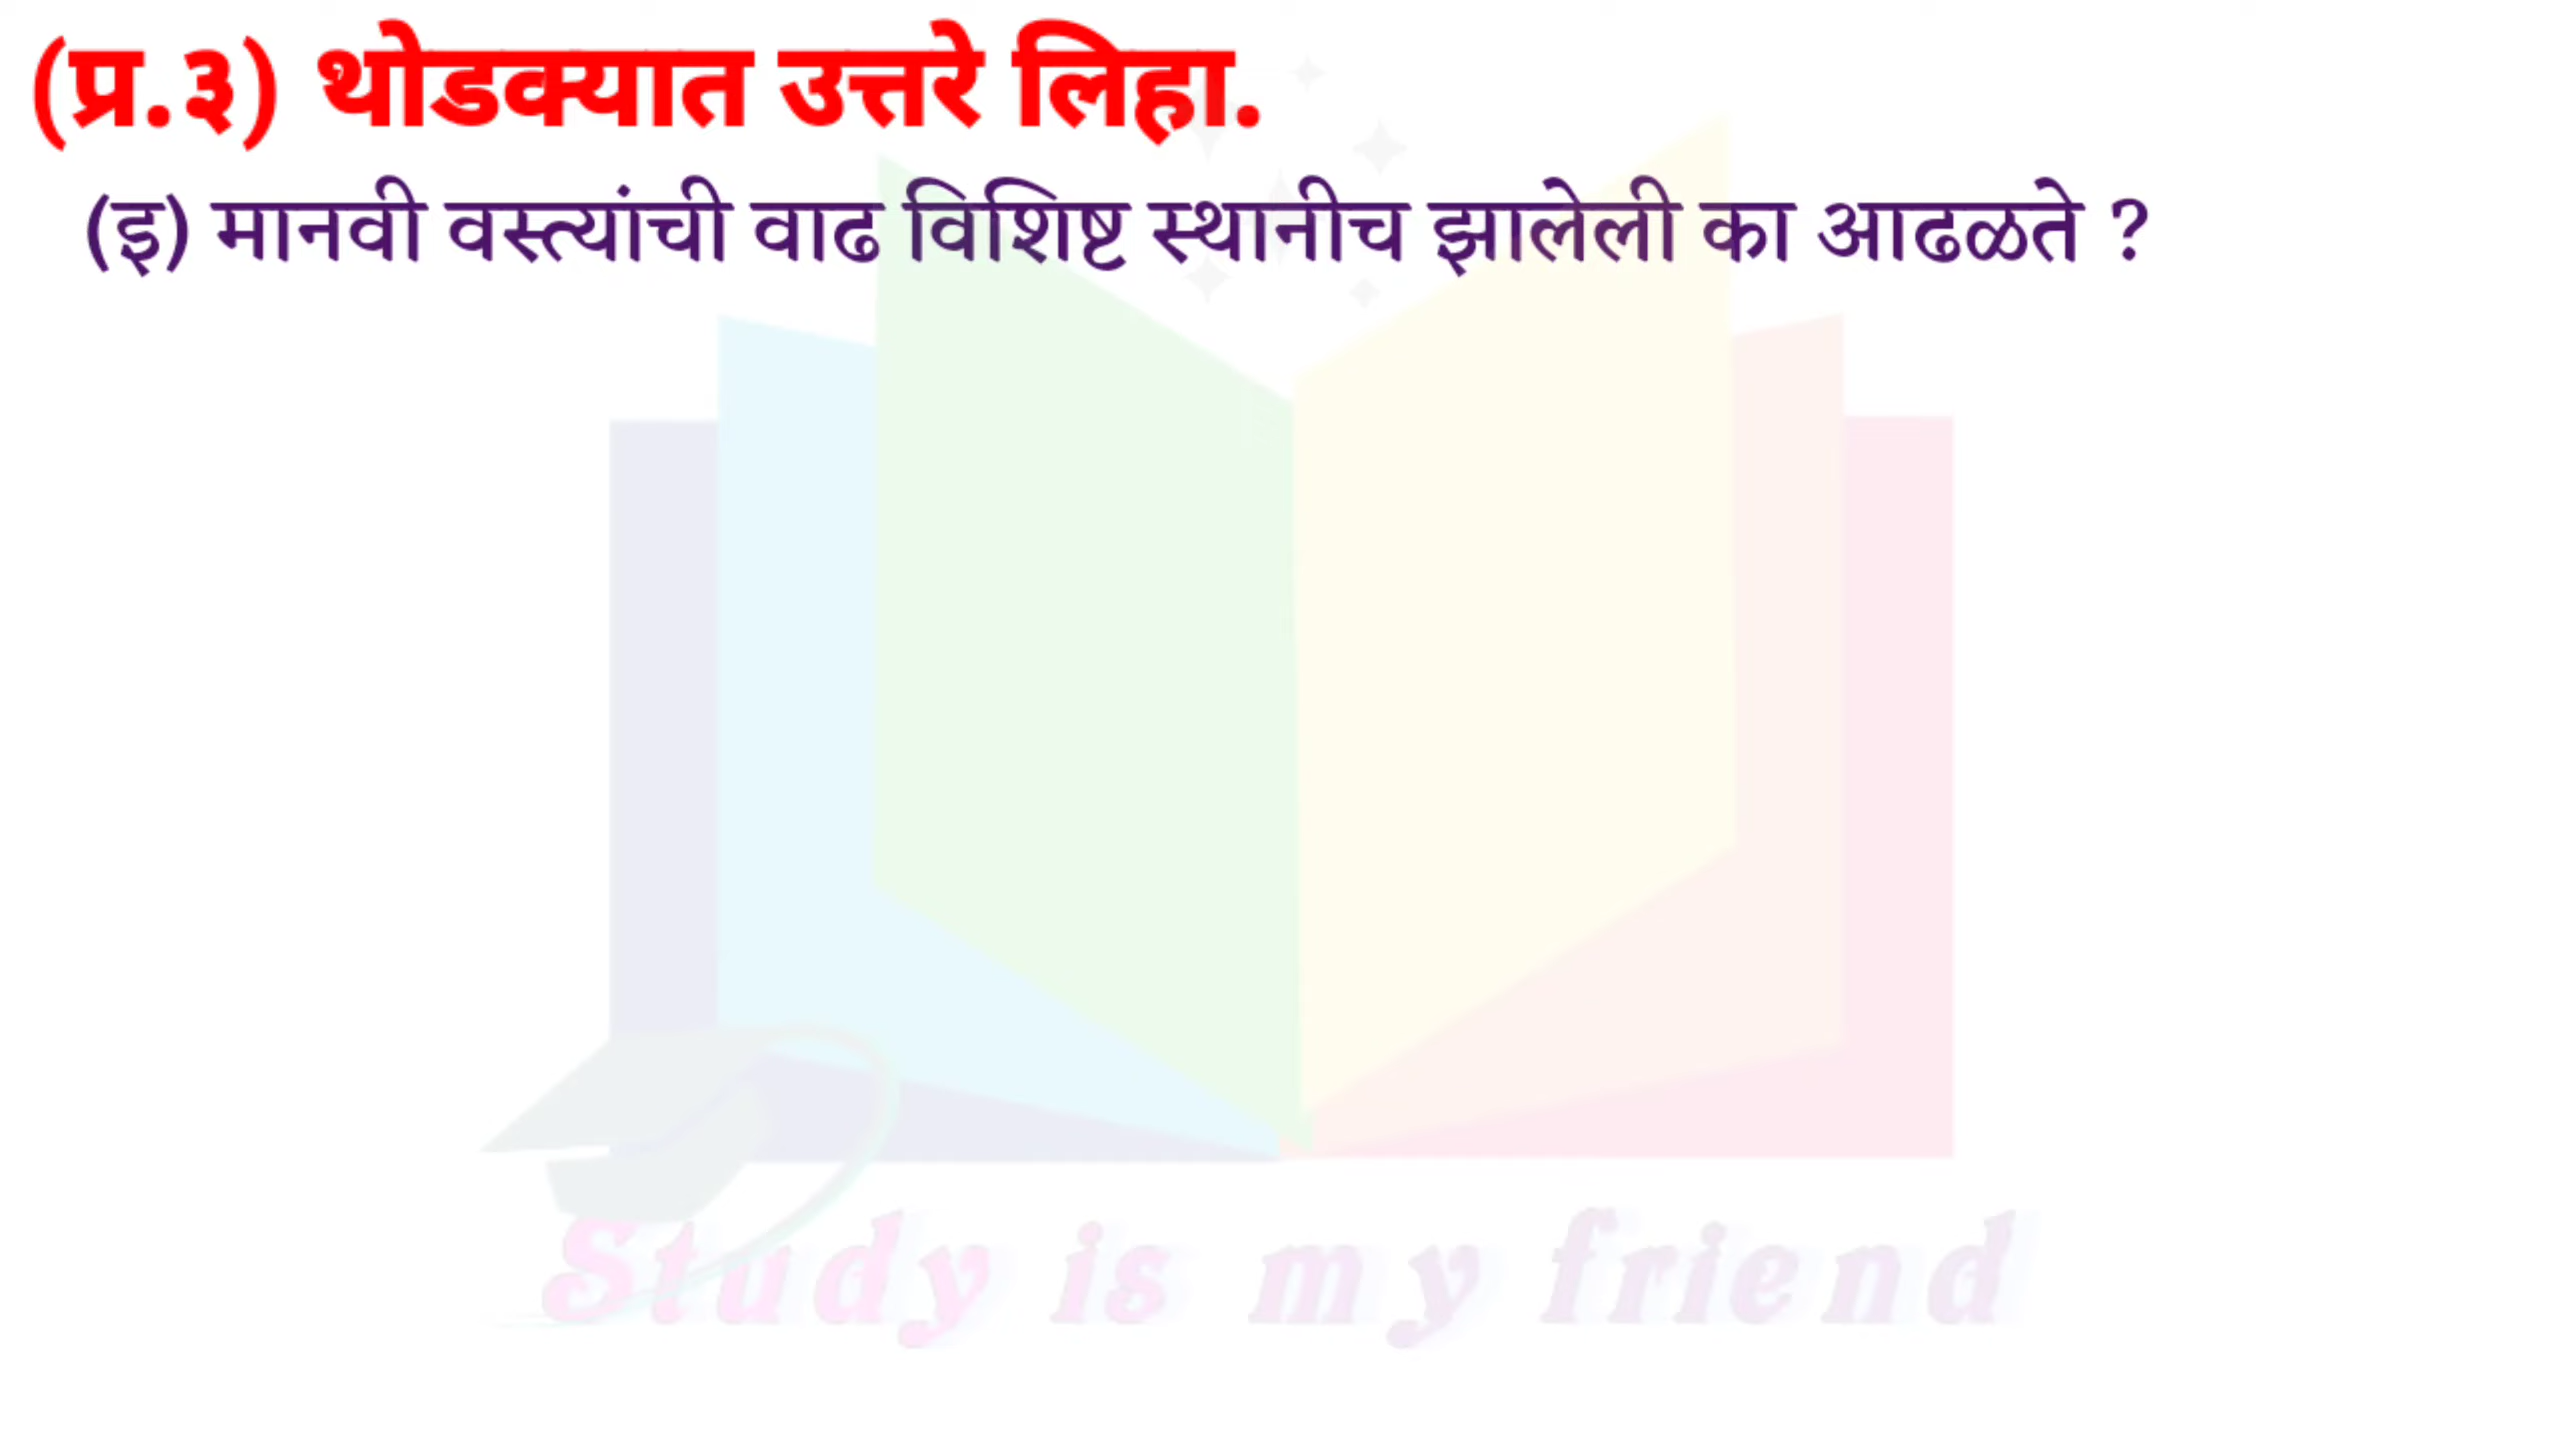 (प्र.३) थोडक्यात उत्तरे लिहा.
(इ) मानवी वस्त्यांची वाढ विशिष्ट स्थानीच झालेली का आढळते ?
Study is my friend